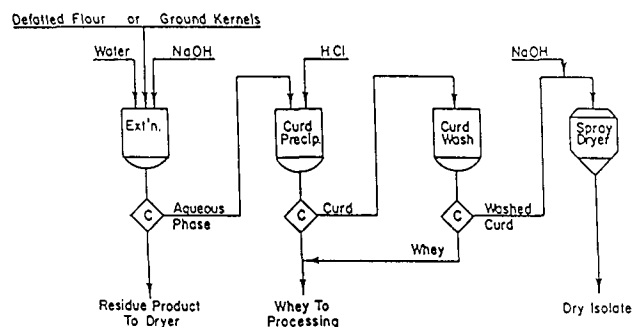 Defatted Flour or Ground Kernels
Water
NaOH
HCl
NaOH
Ext'n.
Curd
Precip.
Curd
Wash
Spray
Dryer
C
Aqueous
Phase
C
Curd
C
Washed
Curd
Whey
Residue Product
To Dryer
Whey To
Processing
Dry Isolate